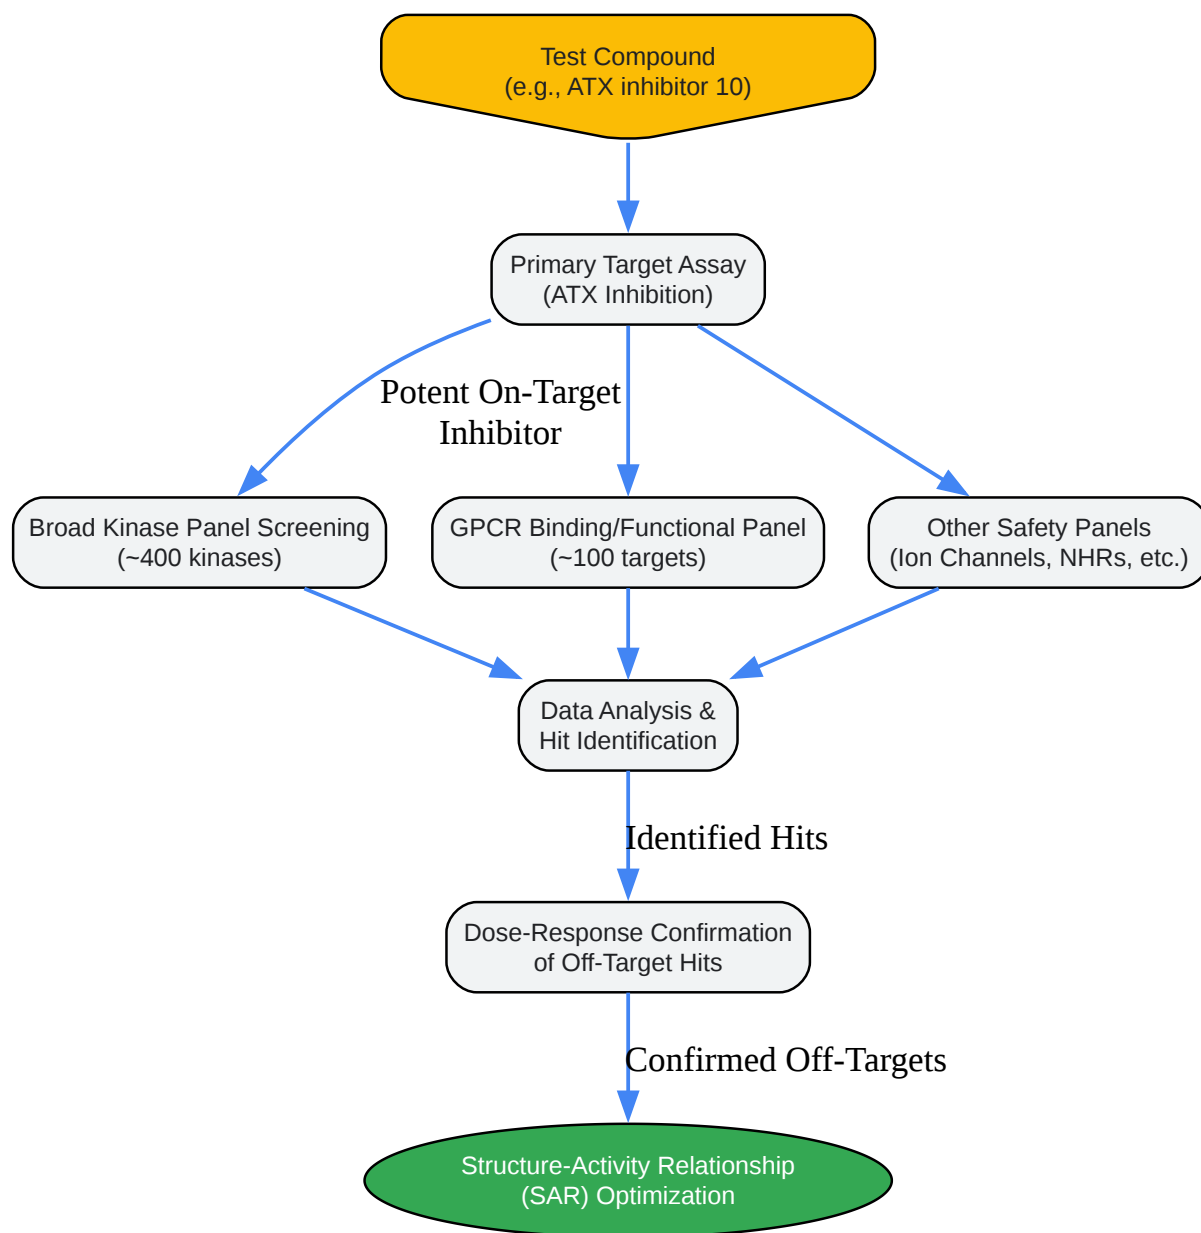 Test Compound
(e.g., ATX inhibitor 10)
Primary Target Assay
(ATX Inhibition)
Potent On-Target
Inhibitor
Broad Kinase Panel Screening
(~400 kinases)
GPCR Binding/Functional Panel
(~100 targets)
Other Safety Panels
(Ion Channels, NHRs, etc.)
Data Analysis &
Hit Identification
Identified Hits
Dose-Response Confirmation
of Off-Target Hits
Confirmed Off-Targets
Structure-Activity Relationship
(SAR) Optimization